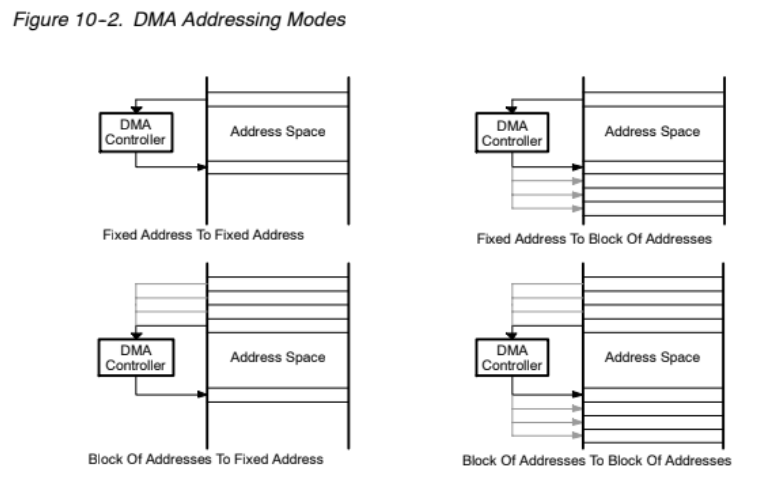 Figure 10-2. DMA Addressing Modes
DMA
Controller
Address Space
Fixed Address To Fixed Address
DMA
Controller
Address Space
Fixed Address To Block Of Addresses
DMA
Controller
Address Space
Block Of Addresses To Fixed Address
DMA
Controller
Address Space
Block Of Addresses To Block Of Addresses